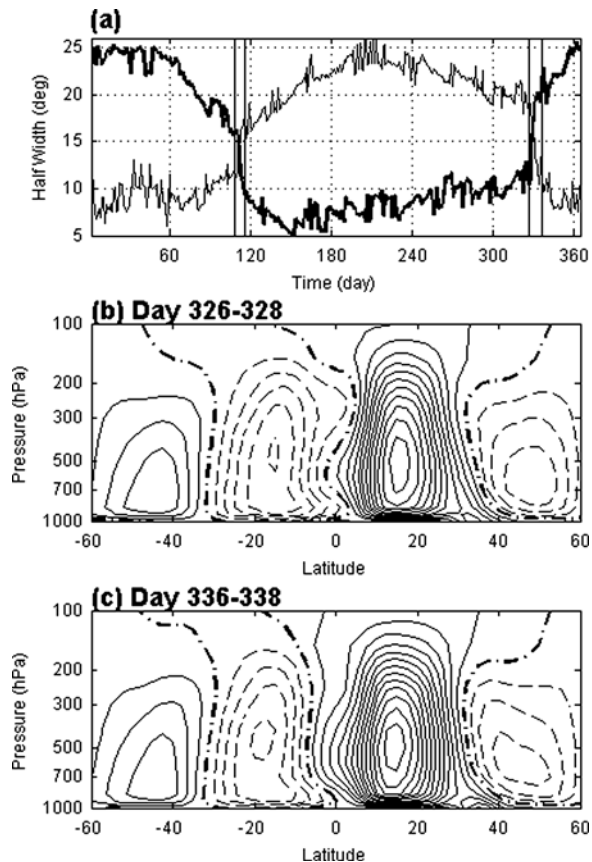 (a)
25
20
15
10
5
Half Width (deg)
60 120 180 240 300 360
Time (day)
(b) Day 326-328
100
200
300
500
700
1000
Pressure (hPa)
-60 -40 -20 0 20 40 60
Latitude
(c) Day 336-338
100
200
300
500
700
1000
Pressure (hPa)
-60 -40 -20 0 20 40 60
Latitude